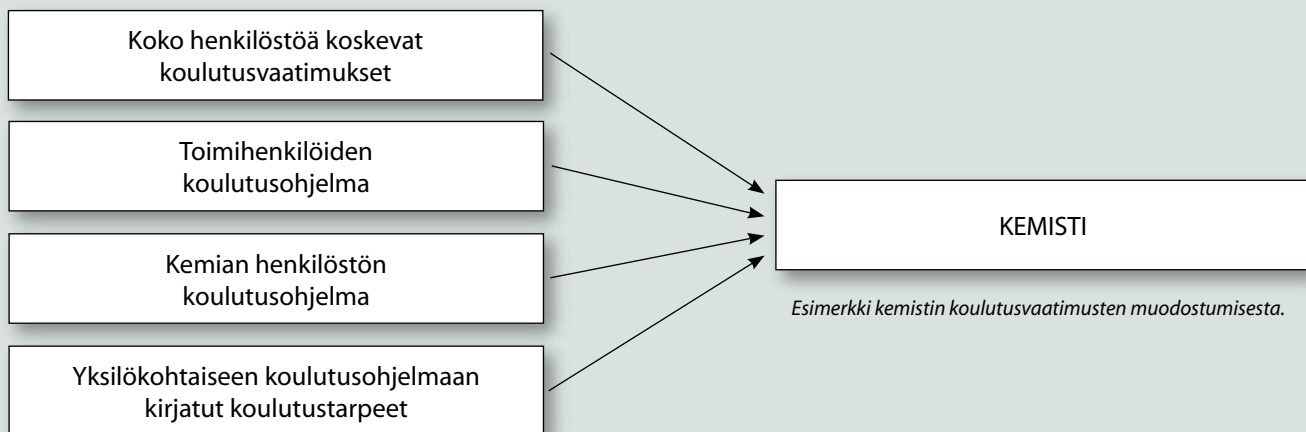 Koko henkilöstöä koskevat
koulutusvaatimukset
Toimihenkilöiden
koulutusohjelma
Kemian henkilöstön
koulutusohjelma
Yksilökohtaiseen koulutusohjelmaan
kirjatut koulutustarpeet
KEMISTI
Esimerkki kemistin koulutusvaatimusten muodostumisesta.